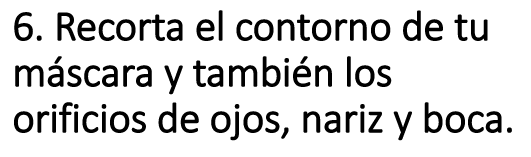 6. Recorta el contorno de tu
máscara y también los
orificios de ojos, nariz y boca.